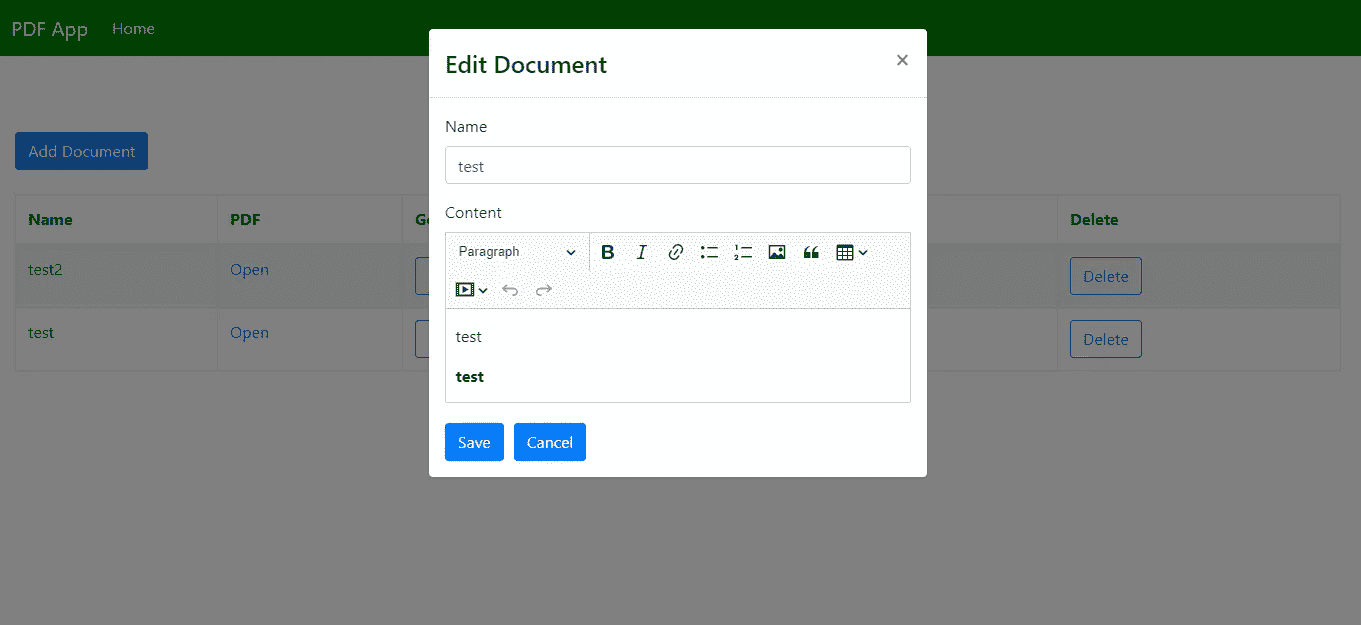 PDF App Home
Edit Document
×
Name
test
Add Document
Content
Name PDF Delete
Paragraph B I
test2 Open Delete
test Open Delete
test
test
Save Cancel